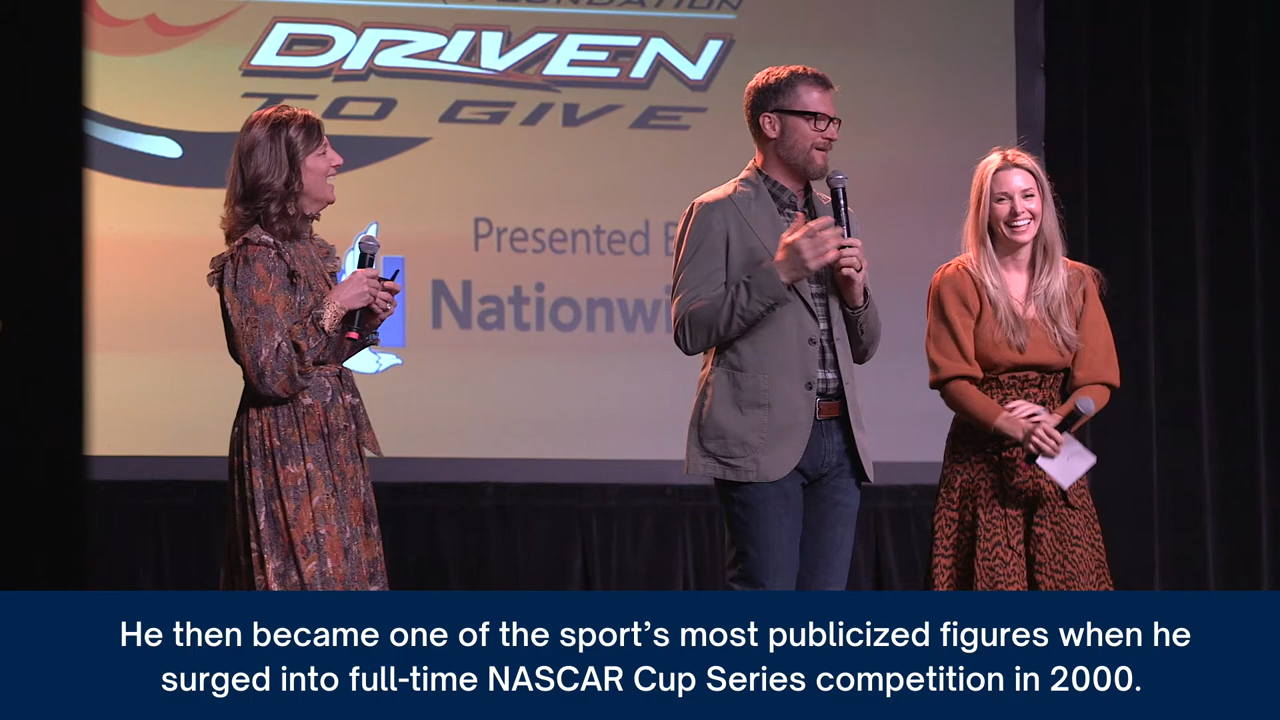 FOUNDATION
DRIVEN
TO GIVE
Presented
Nationwi
He then became one of the sport's most publicized figures when he
surged into full-time NASCAR Cup Series competition in 2000.